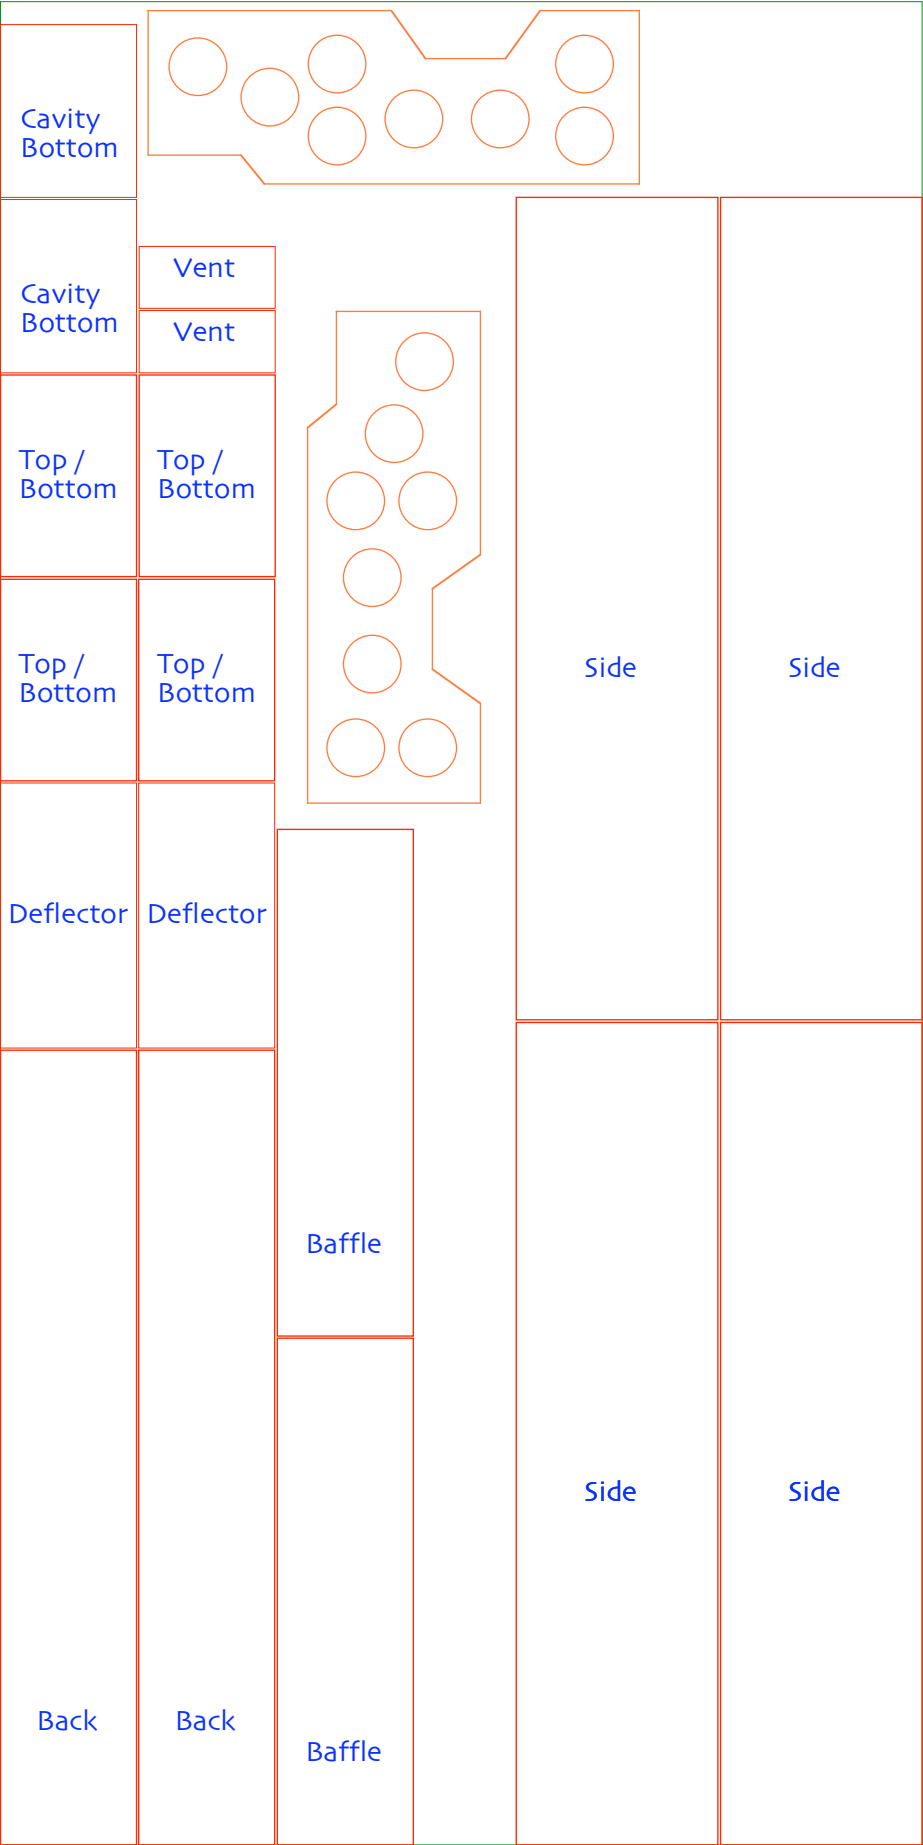 Cavity
Bottom
Cavity
Bottom
Vent
Vent
Top /
Bottom
Top /
Bottom
Top /
Bottom
Top /
Bottom
Side
Side
Deflector
Deflector
Baffle
Side
Side
Back
Back
Baffle